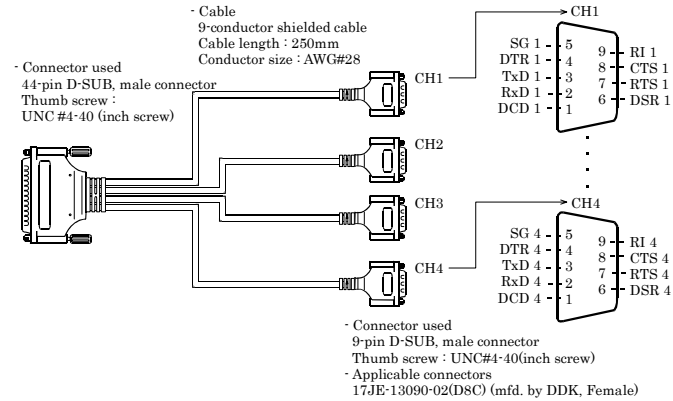 - Cable
9-conductor shielded cable
Cable length : 250mm
Conductor size : AWG#28
- Connector used
44-pin D-SUB, male connector
Thumb screw :
UNC #4-40 (inch screw)
CH1
CH2
CH3
CH4
CH1
SG 1 - 5
DTR 1 - 4
TxD 1 - 3
RxD 1 - 2
DCD 1 - 1
9 - RI 1
8 - CTS 1
7 - RTS 1
6 - DSR 1
CH4
SG 4 - 5
DTR 4 - 4
TxD 4 - 3
RxD 4 - 2
DCD 4 - 1
9 - RI 4
8 - CTS 4
7 - RTS 4
6 - DSR 4
- Connector used
9-pin D-SUB, male connector
Thumb screw : UNC#4-40(inch screw)
- Applicable connectors
17JE-13090-02(D8C) (mfd. by DDK, Female)